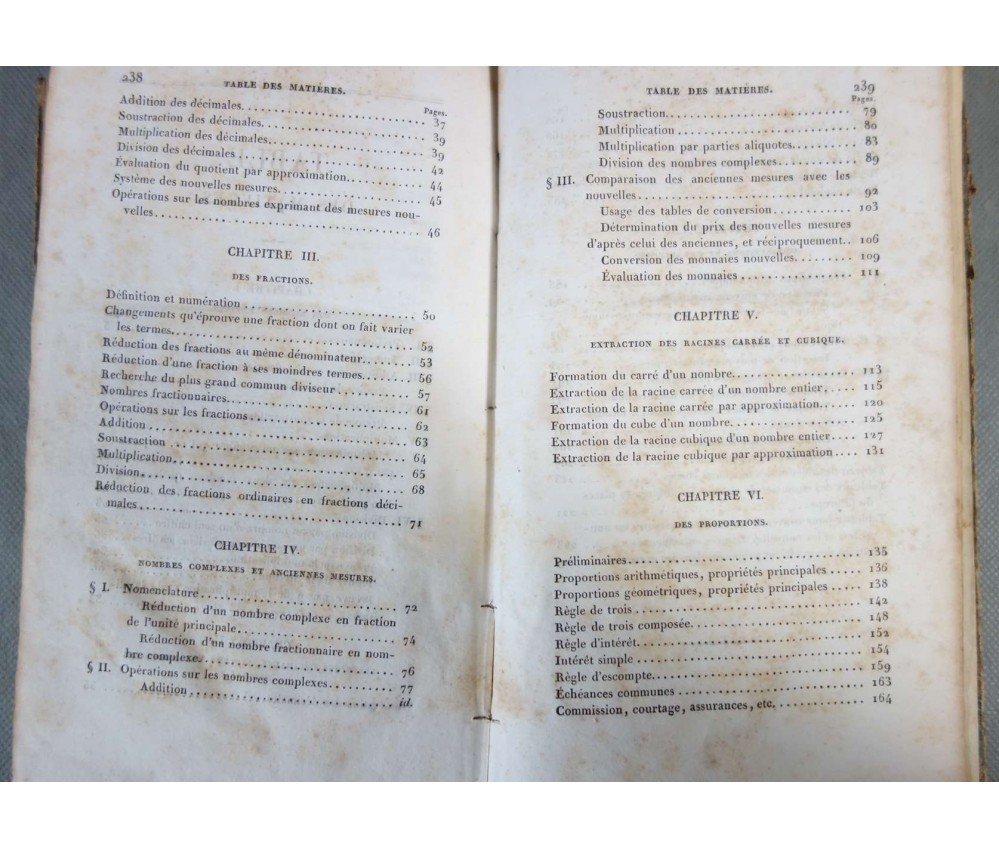 238
TABLE DES MATIÈRES.
Pages.
Addition des décimales. 37
Soustraction des décimales. 39
Multiplication des décimales. 39
Division des décimales 42
Évaluation du quotient par approximation. 44
Système des nouvelles mesures. 45
Opérations sur les nombres exprimant des mesures nou-
velles. 46
CHAPITRE III.
DES FRACTIONS.
Définition et numération 50
Changements qu'éprouve une fraction dont on fait varier
les termes. 52
Réduction des fractions au même dénominateur. 53
Réduction d'une fraction à ses moindres termes. 56
Recherche du plus grand commun diviseur 57
Nombres fractionnaires. 61
Opérations sur les fractions 62
Addition 63
Soustraction 64
Multiplication. 65
Division. 68
Réduction des fractions ordinaires en fractions déci-
males. 71
CHAPITRE IV.
NOMBRES COMPLEXES ET ANCIENNES MESURES.
§ I. Nomenclature. 72
Réduction d'un nombre complexe en fraction
de l'unité principale. 74
Réduction d'un nombre fractionnaire en nom-
bre complexe. 76
§ II. Opérations sur les nombres complexes. 77
Addition id.
TABLE DES MATIÈRES. 239
Pages.
Soustraction. 79
Multiplication 80
Multiplication par parties aliquotes. 83
Division des nombres complexes. 89
§ III. Comparaison des anciennes mesures avec les
nouvelles 92
Usage des tables de conversion. 103
Détermination du prix des nouvelles mesures
d'après celui des anciennes, et réciproquement. 106
Conversion des monnaies nouvelles. 109
Évaluation des monnaies 111
CHAPITRE V.
EXTRACTION DES RACINES CARRÉE ET CUBIQUE.
Formation du carré d'un nombre. 113
Extraction de la racine carrée d'un nombre entier. 115
Extraction de la racine carrée par approximation. 120
Formation du cube d'un nombre. 125
Extraction de la racine cubique d'un nombre entier. 127
Extraction de la racine cubique par approximation 131
CHAPITRE VI.
DES PROPORTIONS.
Préliminaires 135
Proportions arithmétiques, propriétés principales 136
Proportions géometriques, propriétés principales 138
Règle de trois 142
Règle de trois composée. 148
Règle d'intérêt. 152
Intérêt simple 154
Règle d'escompte. 159
Échéances communes 163
Commission, courtage, assurances, etc. 164